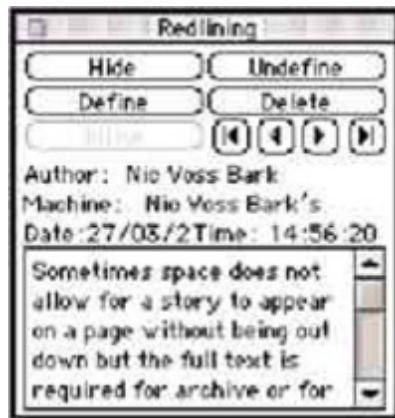 Redlining
Hide Undefine
Define Delete
Author: Nic Voss Bark
Machine: Nic Voss Bark's
Date:27/03/2Time: 14:56:20
Sometimes space does not
allow for a story to appear
on a page without being cut
down but the full text is
required for archive or for